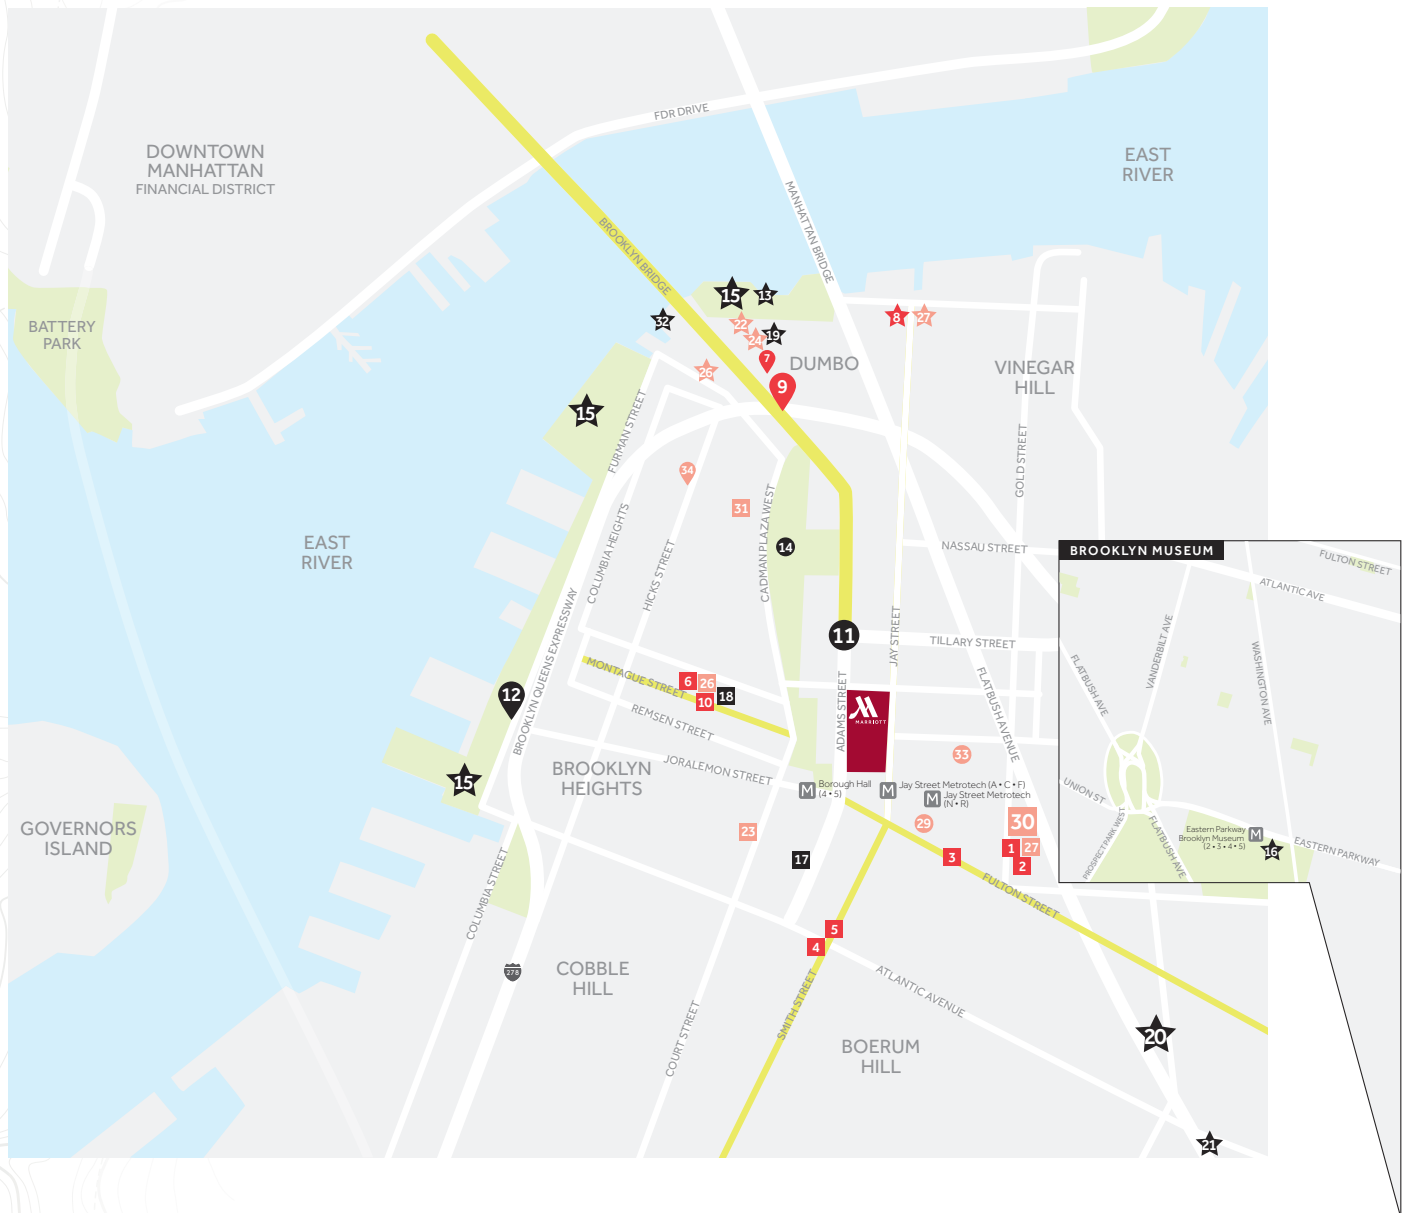 FDR DRIVE
DOWNTOWN
MANHATTAN
FINANCIAL DISTRICT
EAST
RIVER
MANHATTAN BRIDGE
BROOKLYN BRIDGE
15
13
32
22
19
24
8
27
BATTERY
PARK
7
DUMBO
26
9
VINEGAR
HILL
15
FURMAN STREET
34
GOLD STREET
31
COLUMBIA HEIGHTS
HICKS STREET
CADMAN PLAZA WEST
14
NASSAU STREET
EAST
RIVER
11
JAY STREET
TILLARY STREET
BROOKLYN QUEENS EXPRESSWAY
MONTAGUE STREET
6
26
18
10
12
REMSEN STREET
ADAMS STREET
MARRIOTT
FLATBUSH AVENUE
JORALEMON STREET
33
15
BROOKLYN
HEIGHTS
M
Borough Hall
(4 • 5)
M
Jay Street Metrotech (A • C • F)
M
Jay Street Metrotech
(N • R)
GOVERNORS
ISLAND
23
29
30
17
3
1
27
2
FULTON STREET
COLUMBIA STREET
5
4
278
COBBLE
HILL
ATLANTIC AVENUE
SMITH STREET
COURT STREET
BOERUM
HILL
20
21
BROOKLYN MUSEUM
FULTON STREET
ATLANTIC AVE
VANDERBILT AVE
WASHINGTON AVE
FLATBUSH AVE
UNION ST
PROSPECT PARK WEST
FLATBUSH AVE
Eastern Parkway
Brooklyn Museum
(2 • 3 • 4 • 5)
M
16
EASTERN PARKWAY